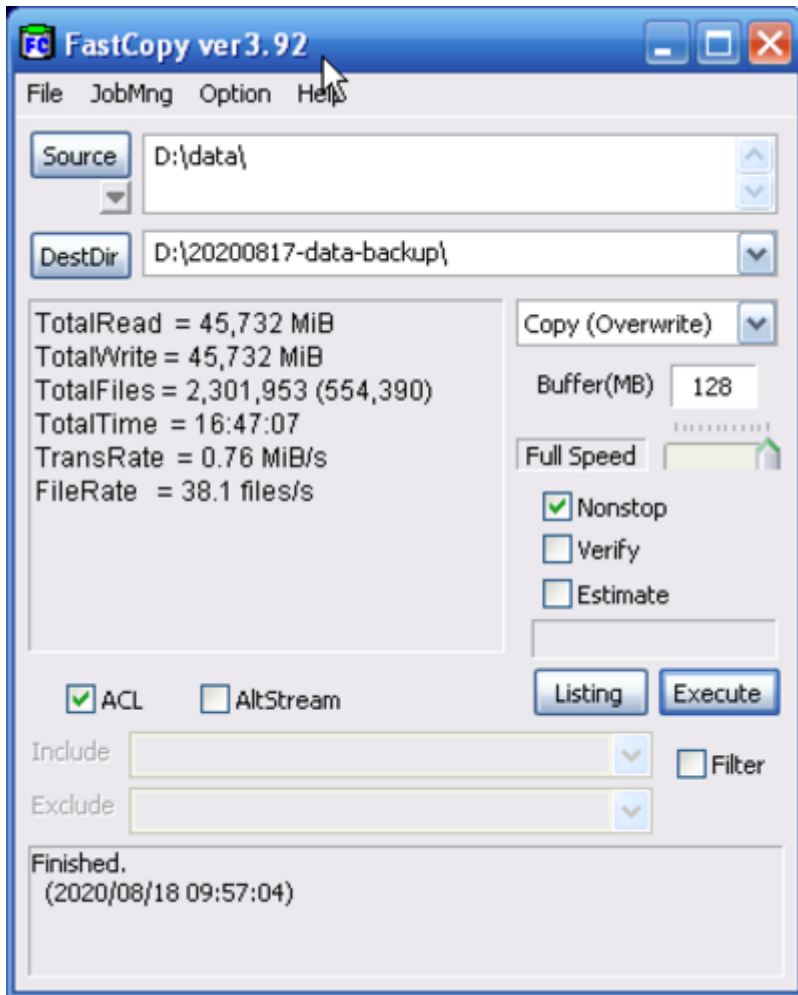 FastCopy ver3.92
File JobMng Option Help
Source D:\data\
DestDir D:\20200817-data-backup\
TotalRead = 45,732 MiB
TotalWrite = 45,732 MiB
TotalFiles = 2,301,953 (554,390)
TotalTime = 16:47:07
TransRate = 0.76 MiB/s
FileRate = 38.1 files/s
Copy (Overwrite)
Buffer(MB) 128
Full Speed
Nonstop
Verify
Estimate
ACL AltStream
Listing Execute
Include
Filter
Exclude
Finished.
(2020/08/18 09:57:04)